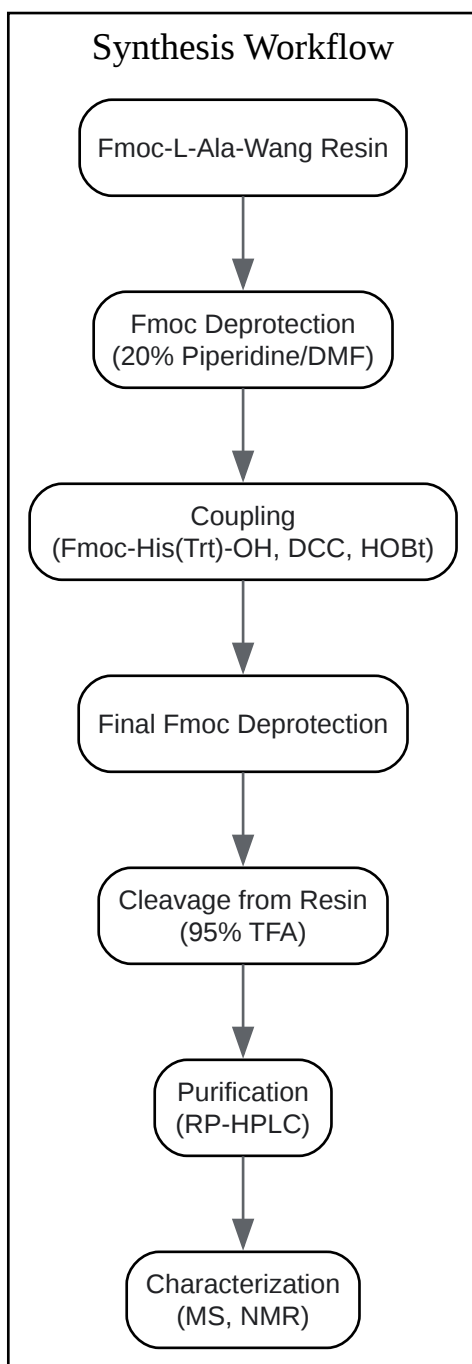 Synthesis Workflow
Fmoc-L-Ala-Wang Resin
Fmoc Deprotection
(20% Piperidine/DMF)
Coupling
(Fmoc-His(Trt)-OH, DCC, HOBt)
Final Fmoc Deprotection
Cleavage from Resin
(95% TFA)
Purification
(RP-HPLC)
Characterization
(MS, NMR)